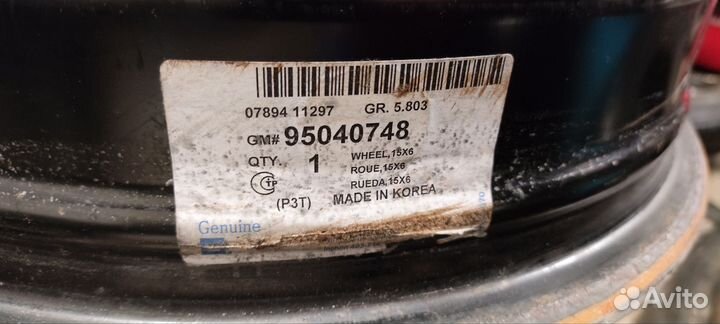 07894 11297 GR. 5.803
GM# 95040748
QTY. 1 WHEEL,15X6
ROUE,15X6
RUEDA,15X6
(P3T) MADE IN KOREA
Genuine
Avito